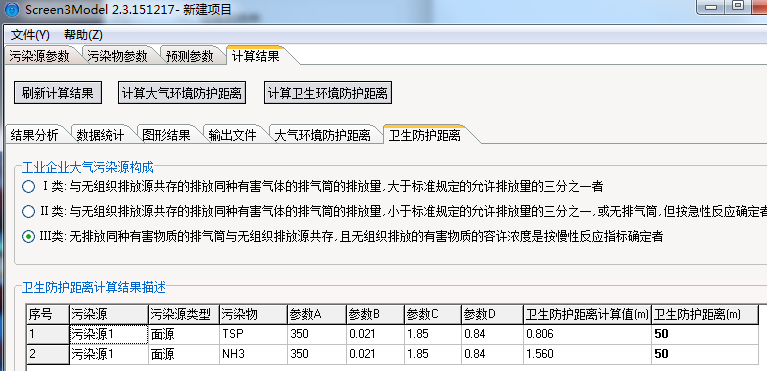 Screen3Model 2.3.151217- 新建项目
文件(Y) 帮助(Z)
污染源参数 污染物参数 预测参数 计算结果
刷新计算结果 计算大气环境防护距离 计算卫生环境防护距离
结果分析 数据统计 图形结果 输出文件 大气环境防护距离 卫生防护距离
工业企业大气污染源构成
I 类: 与无组织排放源共存的排放同种有害气体的排气筒的排放量, 大于标准规定的允许排放量的三分之一者
II 类: 与无组织排放源共存的排放同种有害气体的排气筒的排放量, 小于标准规定的允许排放量的三分之一, 或无排气筒, 但按急性反应确定者
III类: 无排放同种有害物质的排气筒与无组织排放源共存, 且无组织排放的有害物质的容许浓度是按慢性反应指标确定者
卫生防护距离计算结果描述
序号 污染源 污染源类型 污染物 参数A 参数B 参数C 参数D 卫生防护距离计算值(m) 卫生防护距离(m)
1 污染源1 面源 TSP 350 0.021 1.85 0.84 0.806 50
2 污染源1 面源 NH3 350 0.021 1.85 0.84 1.560 50